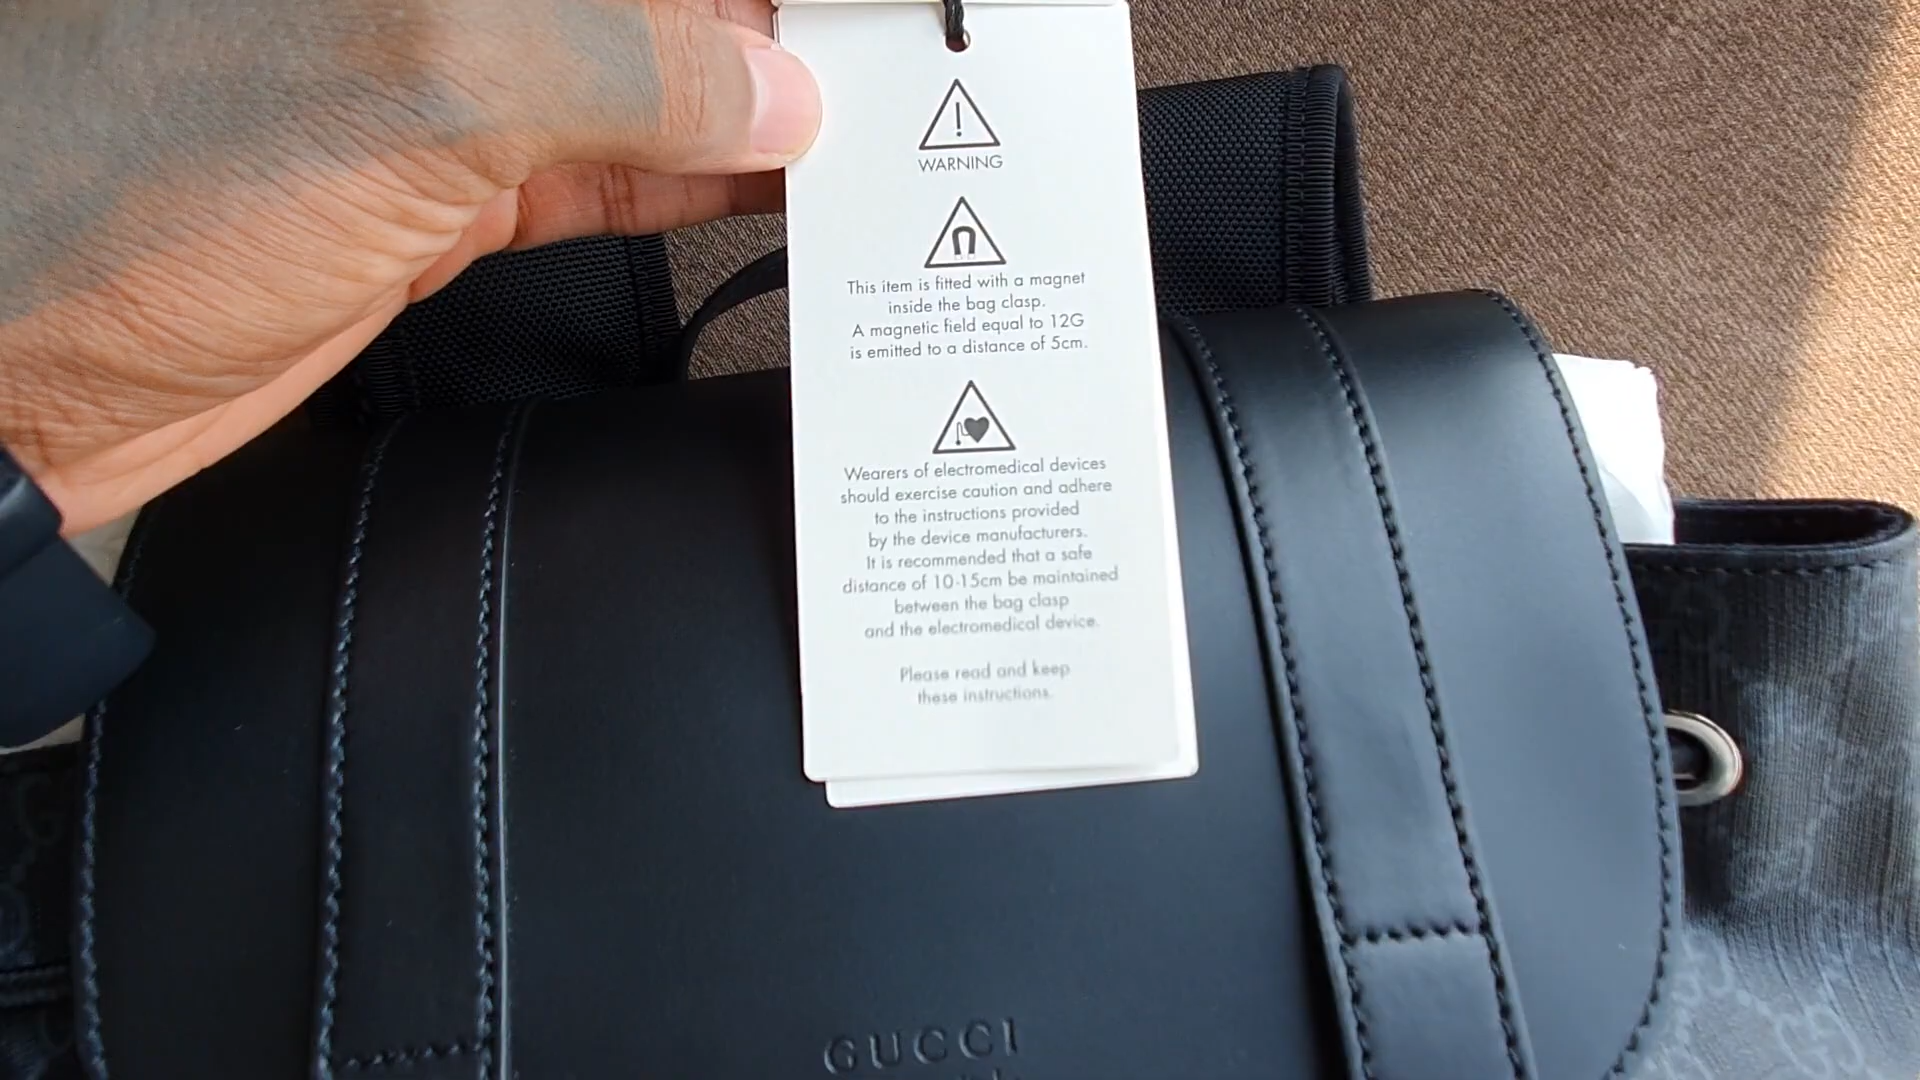 WARNING
This item is fitted with a magnet
inside the bag clasp.
A magnetic field equal to 12G
is emitted to a distance of 5cm.
Wearers of electromedical devices
should exercise caution and adhere
to the instructions provided
by the device manufacturers.
It is recommended that a safe
distance of 10-15cm be maintained
between the bag clasp
and the electromedical device.
Please read and keep
these instructions.
GUCCI